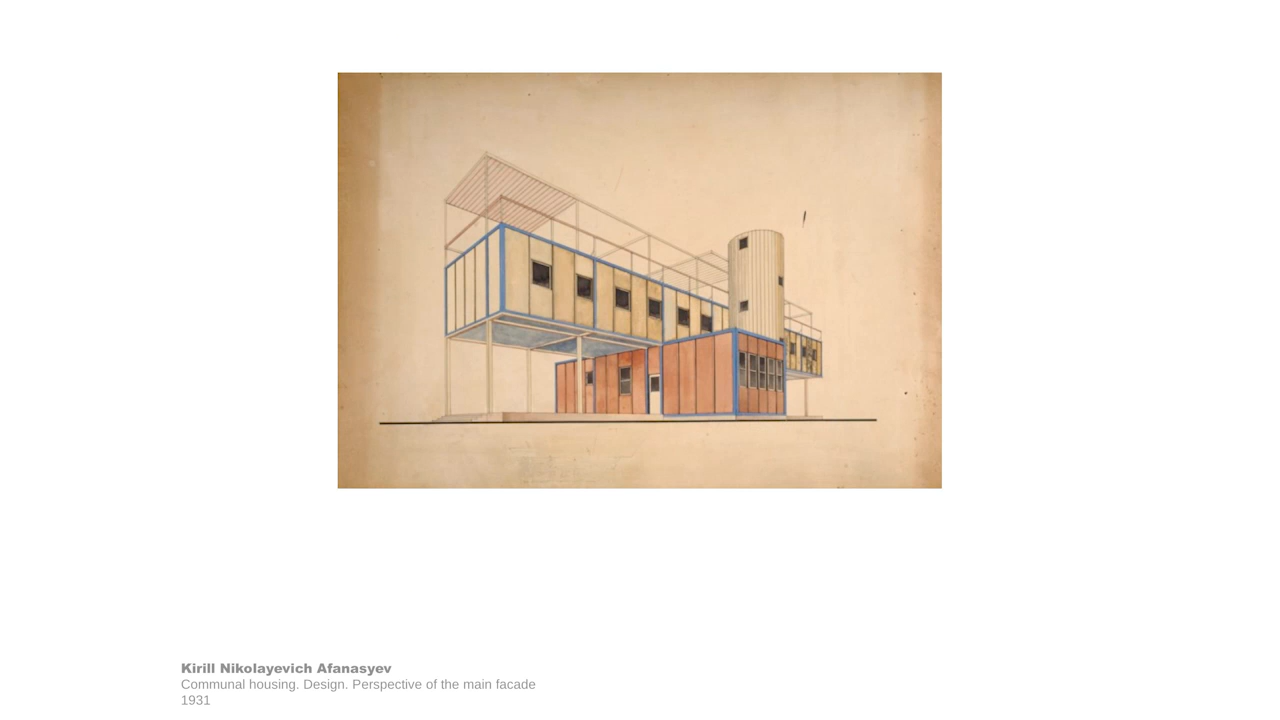 Kirill Nikolayevich Afanasyev
Communal housing. Design. Perspective of the main facade
1931